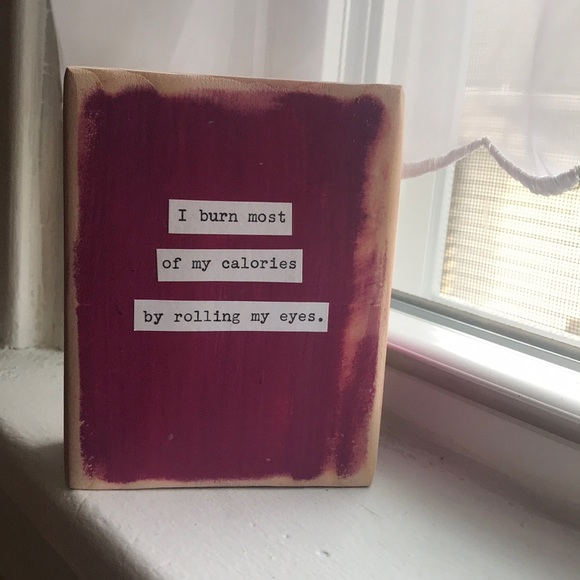 I burn most
of my calories
by rolling my eyes.